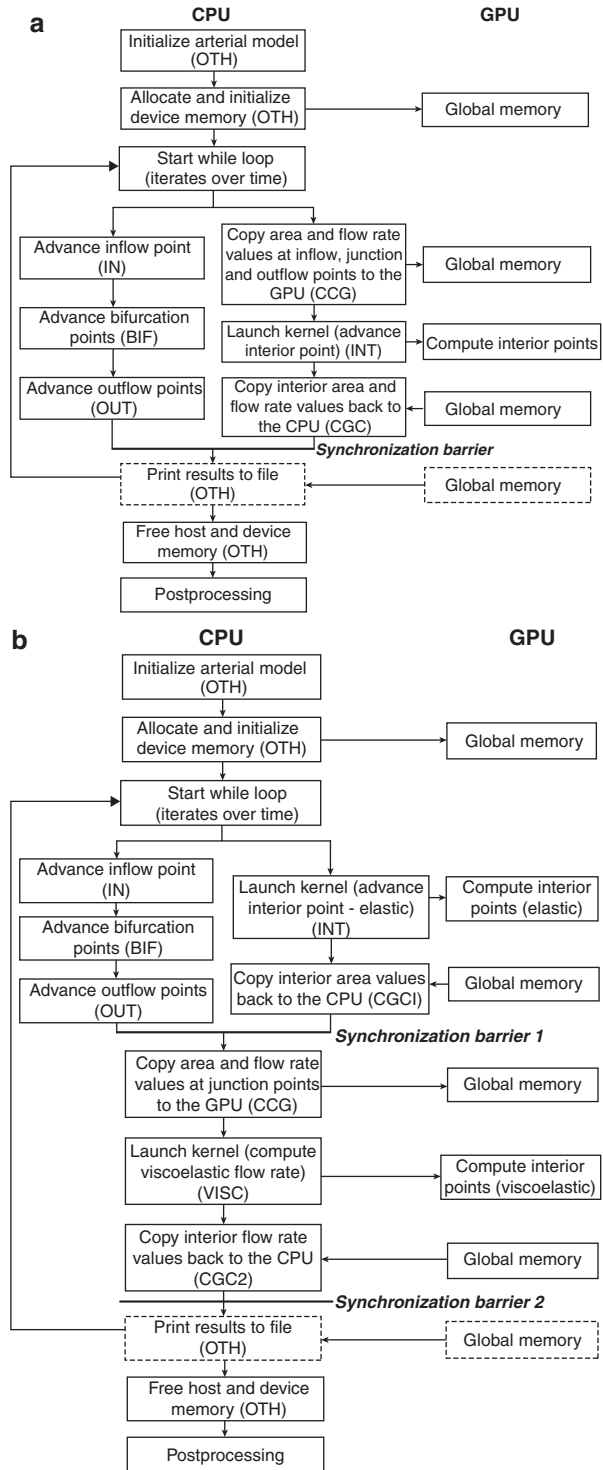 a
CPU
GPU
Initialize arterial model
(OTH)
Allocate and initialize
device memory (OTH)
Global memory
Start while loop
(iterates over time)
Advance inflow point
(IN)
Advance bifurcation
points (BIF)
Advance outflow points
(OUT)
Copy area and flow rate
values at inflow, junction
and outflow points to the
GPU (CCG)
Global memory
Launch kernel (advance
interior point) (INT)
Compute interior points
Copy interior area and
flow rate values back to
the CPU (CGC)
Global memory
Synchronization barrier
Print results to file
(OTH)
Global memory
Free host and device
memory (OTH)
Postprocessing
b
CPU
GPU
Initialize arterial model
(OTH)
Allocate and initialize
device memory (OTH)
Global memory
Start while loop
(iterates over time)
Advance inflow point
(IN)
Advance bifurcation
points (BIF)
Advance outflow points
(OUT)
Launch kernel (advance
interior point - elastic)
(INT)
Compute interior
points (elastic)
Copy interior area values
back to the CPU (CGCI)
Global memory
Synchronization barrier 1
Copy area and flow rate
values at junction points
to the GPU (CCG)
Global memory
Launch kernel (compute
viscoelastic flow rate)
(VISC)
Compute interior
points (viscoelastic)
Copy interior flow rate
values back to the CPU
(CGC2)
Global memory
Synchronization barrier 2
Print results to file
(OTH)
Global memory
Free host and device
memory (OTH)
Postprocessing